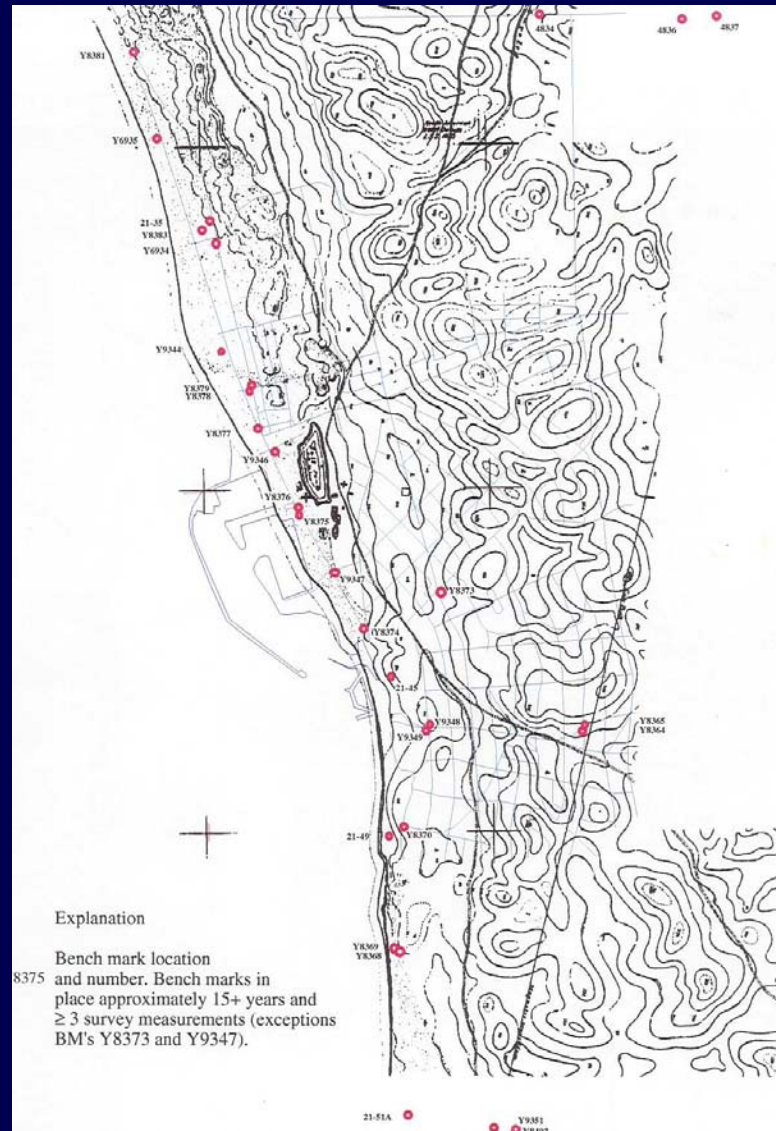 4834
4836
4837
Y8381
Y6935
21-35
Y8383
Y6934
Y9344
Y8379
Y8378
Y8377
Y9346
Y8376
Y8375
Y9347
Y8373
Y8374
21-45
Y9348
Y9349
Y8365
Y8364
21-49
Y8370
Explanation
Bench mark location
8375 and number. Bench marks in
place approximately 15+ years and
≥ 3 survey measurements (exceptions
BM's Y8373 and Y9347).
Y8369
Y8368
21-51A
Y9351